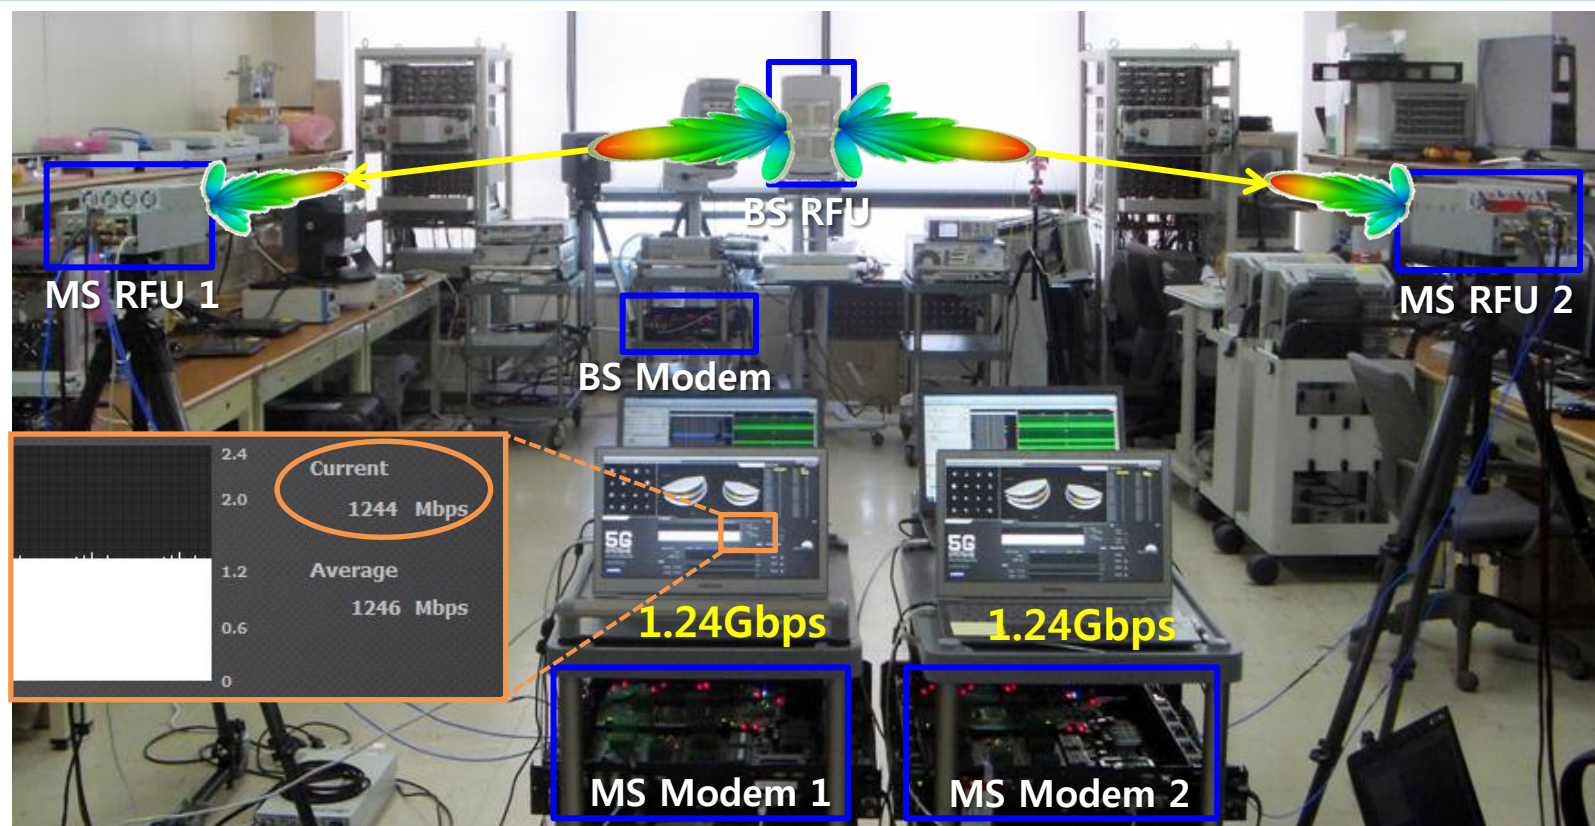 BS RFU
MS RFU 1
MS RFU 2
BS Modem
2.4
Current
2.0
1244 Mbps
1.2
Average
1246 Mbps
0.6
0
5G
5G
1.24Gbps
1.24Gbps
MS Modem 1
MS Modem 2